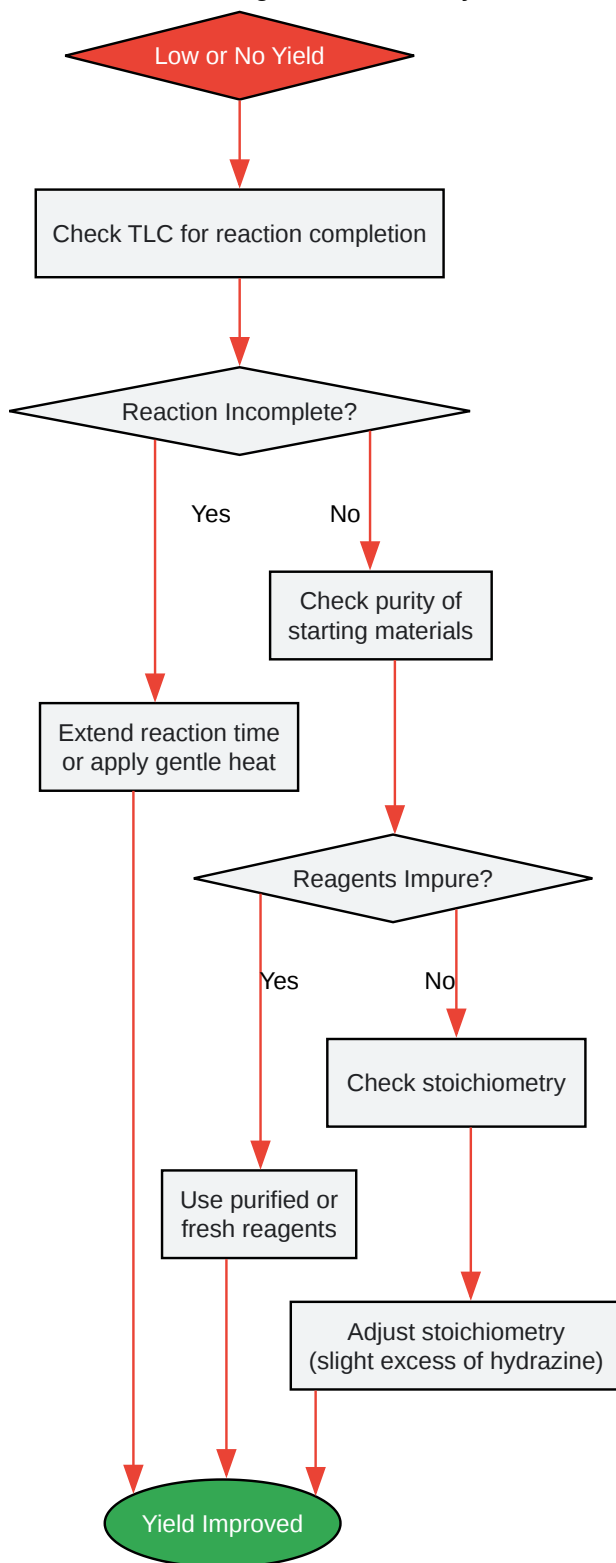 Low or No Yield
Check TLC for reaction completion
Reaction Incomplete?
Yes
No
Check purity of
starting materials
Extend reaction time
or apply gentle heat
Reagents Impure?
Yes
No
Check stoichiometry
Use purified or
fresh reagents
Adjust stoichiometry
(slight excess of hydrazine)
Yield Improved